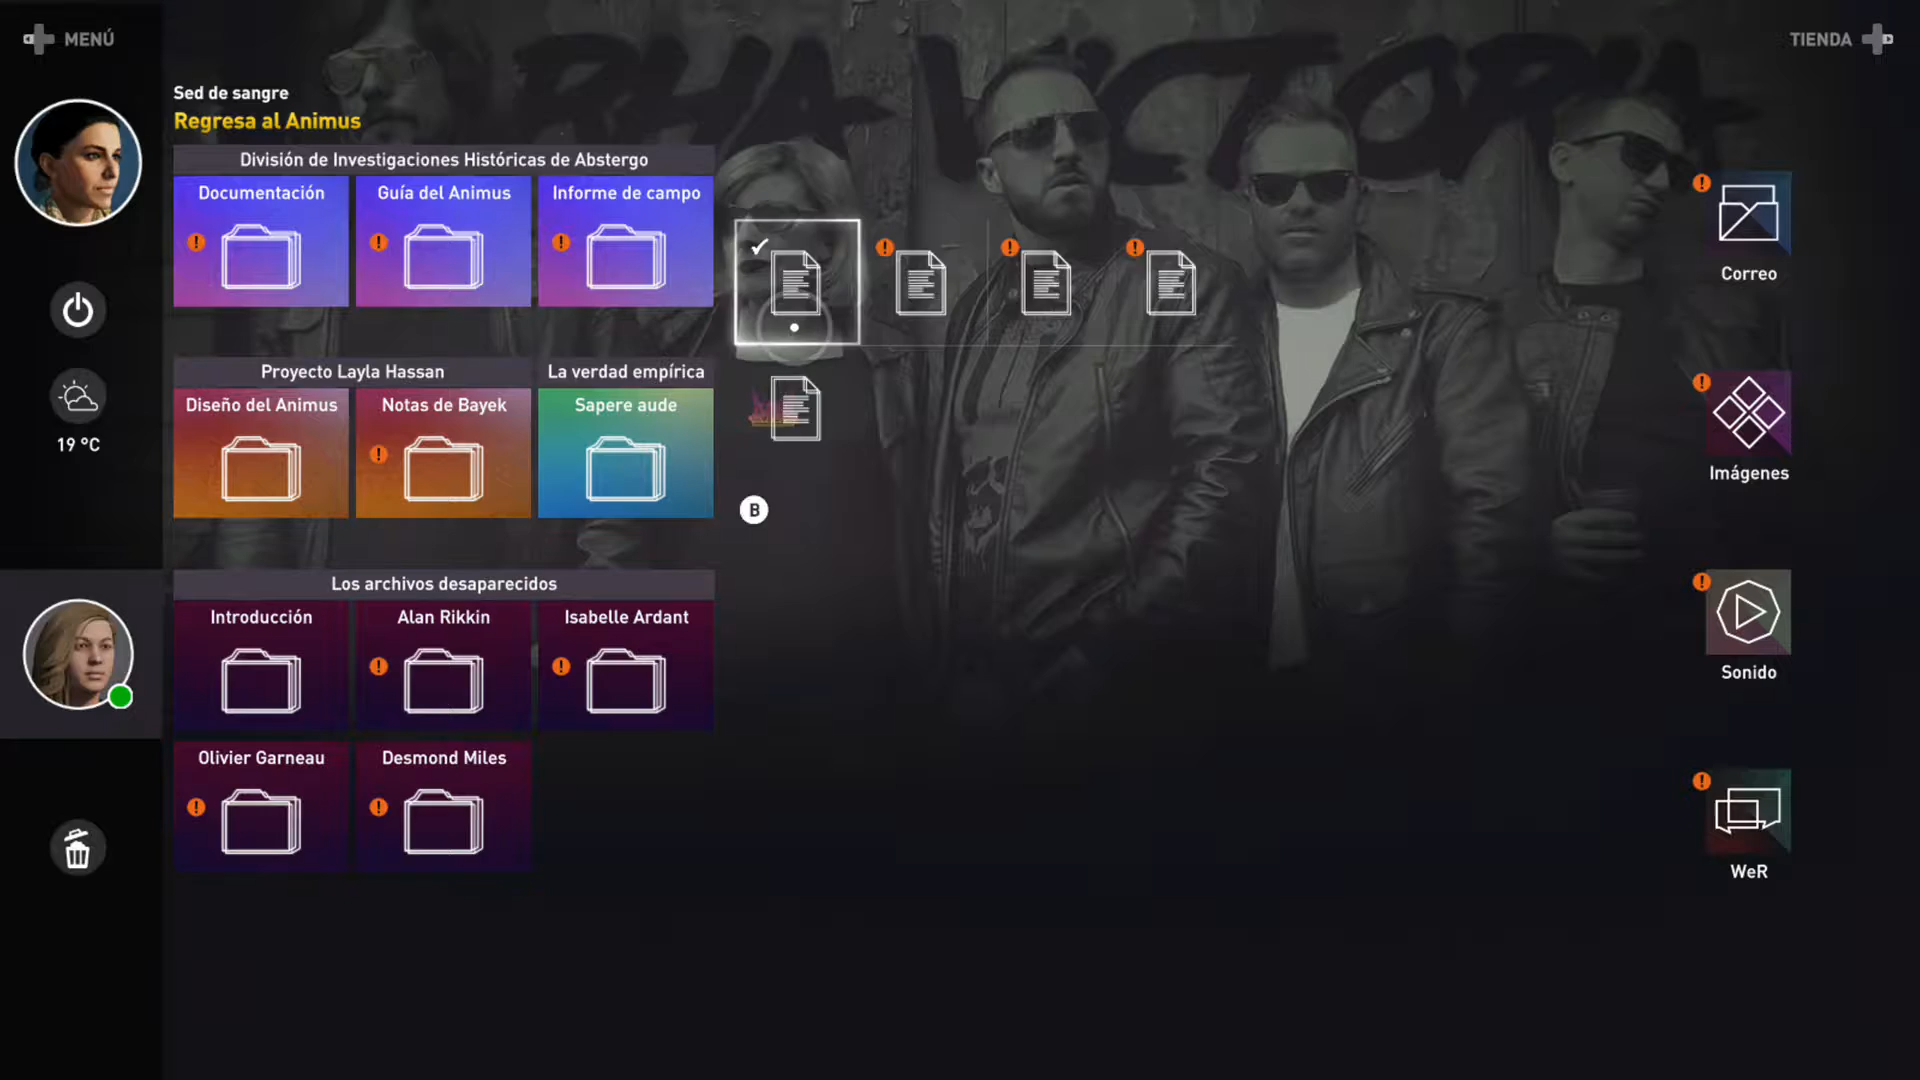 MENÚ
TIENDA
Sed de sangre
Regresa al Animus
División de Investigaciones Históricas de Abstergo
Documentación
Guía del Animus
Informe de campo
Proyecto Layla Hassan
La verdad empírica
Diseño del Animus
Notas de Bayek
Sapere aude
Los archivos desaparecidos
Introducción
Alan Rikkin
Isabelle Ardant
Olivier Garneau
Desmond Miles
19 °C
B
Correo
Imágenes
Sonido
WeR